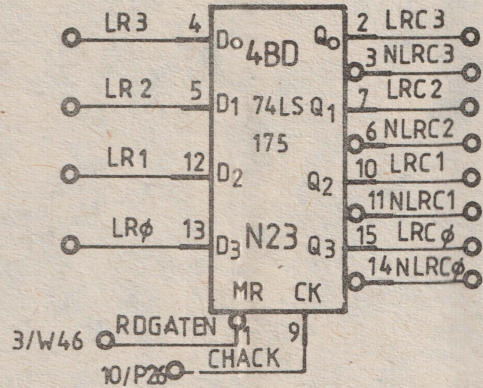 LR3 4 D0 4BD Q0 2 LRC3
3 NLRC3
LR2 5 D1 74LS Q1 7 LRC2
175 6 NLRC2
LR1 12 D2 Q2 10 LRC1
11 NLRC1
LRφ 13 D3 N23 Q3 15 LRCφ
14 NLRCφ
MR CK
RDGATEN 1 9
3/W46
CHACK
10/P26